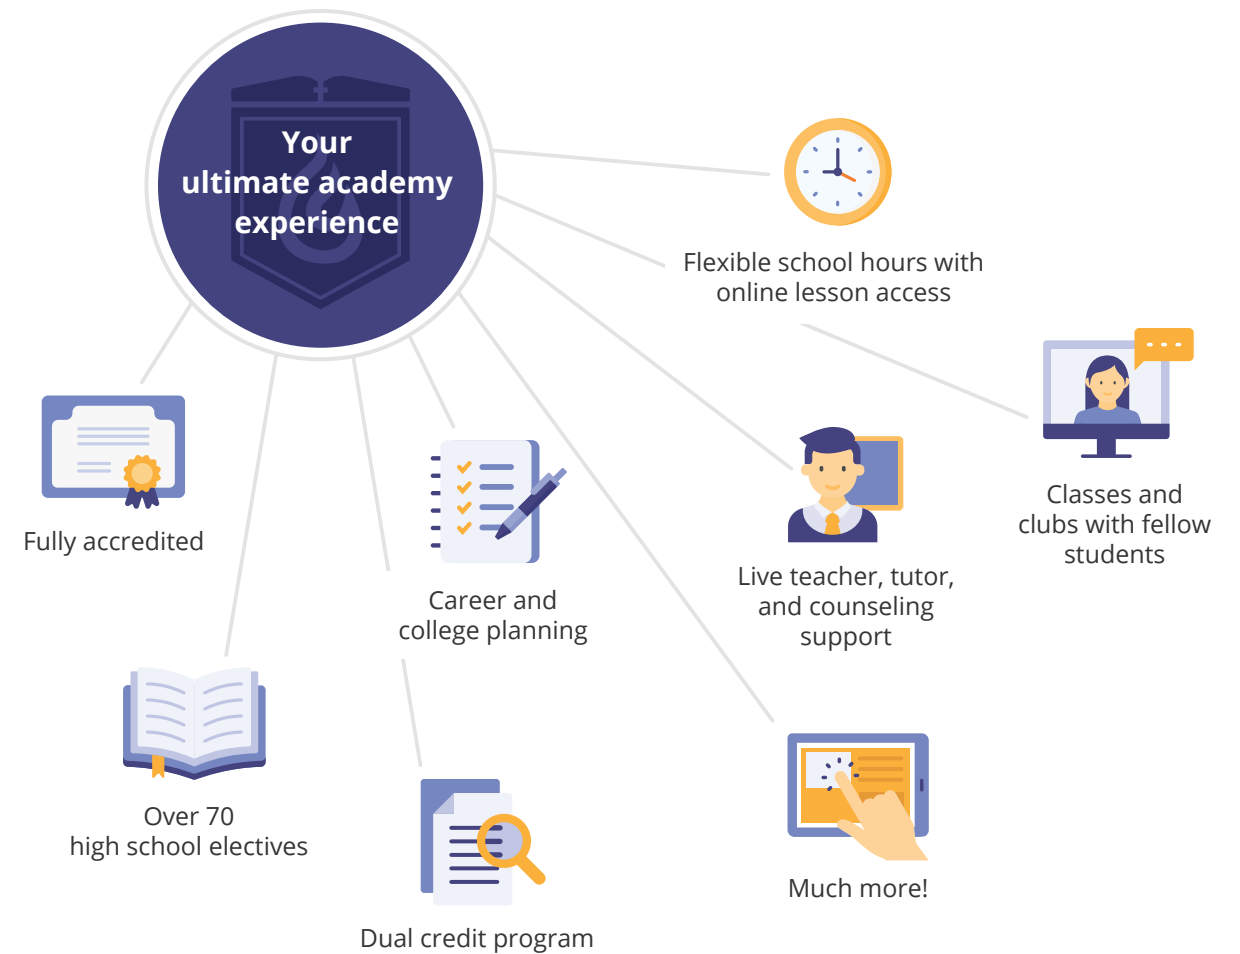 Your
ultimate academy
experience
Flexible school hours with
online lesson access
Classes and
clubs with fellow
students
Fully accredited
Live teacher, tutor,
and counseling
support
Career and
college planning
Over 70
high school electives
Much more!
Dual credit program